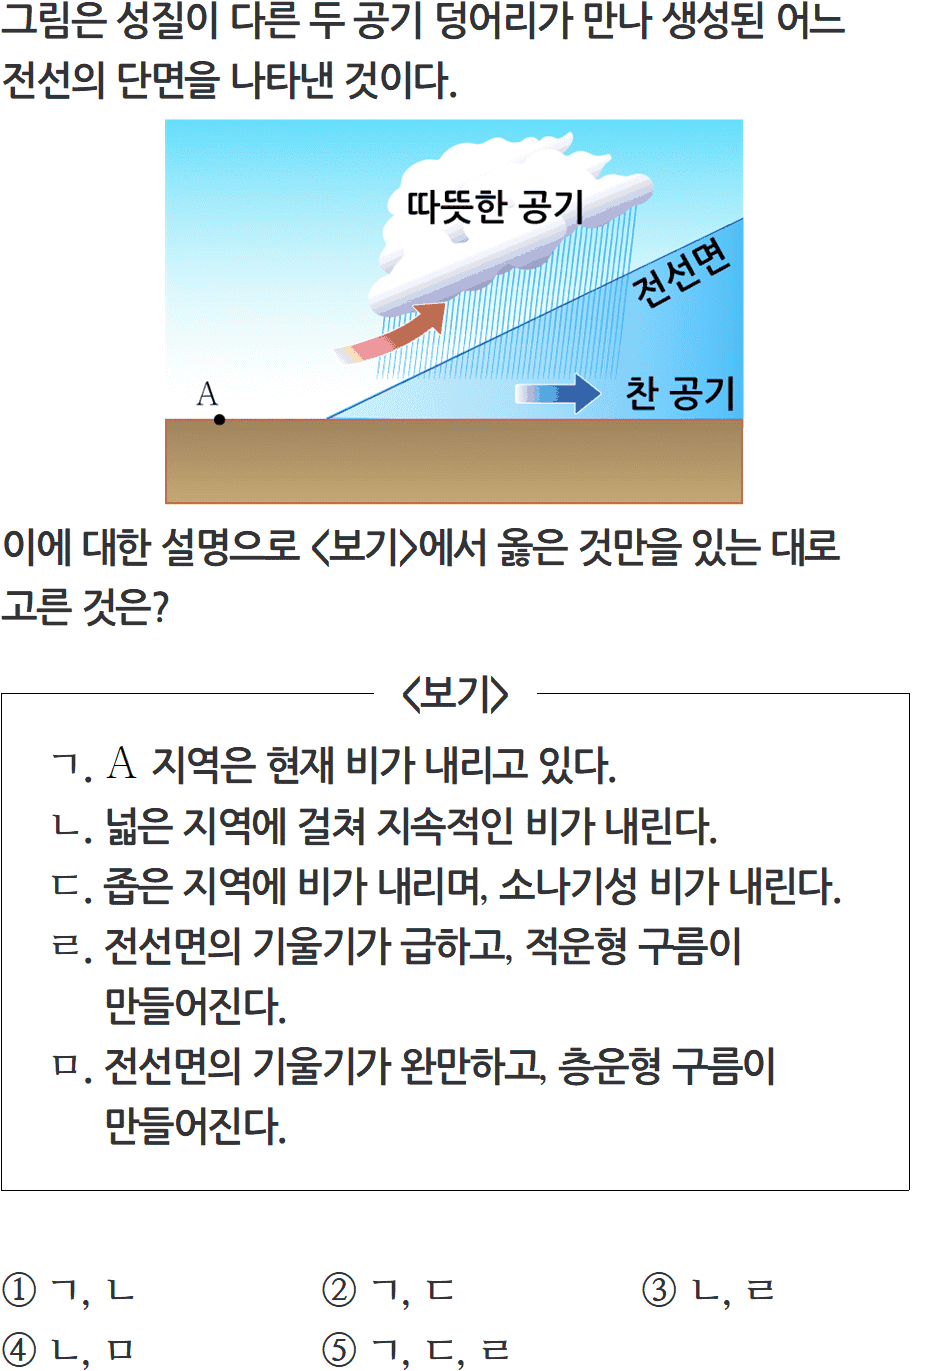 그림은 성질이 다른 두 공기 덩어리가 만나 생성된 어느
전선의 단면을 나타낸 것이다.
따뜻한 공기
전선면
찬 공기
A
이에 대한 설명으로 <보기>에서 옳은 것만을 있는 대로
고른 것은?
<보기>
ㄱ. A 지역은 현재 비가 내리고 있다.
ㄴ. 넓은 지역에 걸쳐 지속적인 비가 내린다.
ㄷ. 좁은 지역에 비가 내리며, 소나기성 비가 내린다.
ㄹ. 전선면의 기울기가 급하고, 적운형 구름이
만들어진다.
ㅁ. 전선면의 기울기가 완만하고, 층운형 구름이
만들어진다.
① ㄱ, ㄴ ② ㄱ, ㄷ ③ ㄴ, ㄹ
④ ㄴ, ㅁ ⑤ ㄱ, ㄷ, ㄹ